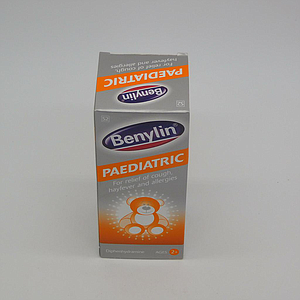 PAEDIATRIC
For relief of cough,
hayfever and allergies
Benylin
Benylin
PAEDIATRIC
For relief of cough,
hayfever and allergies